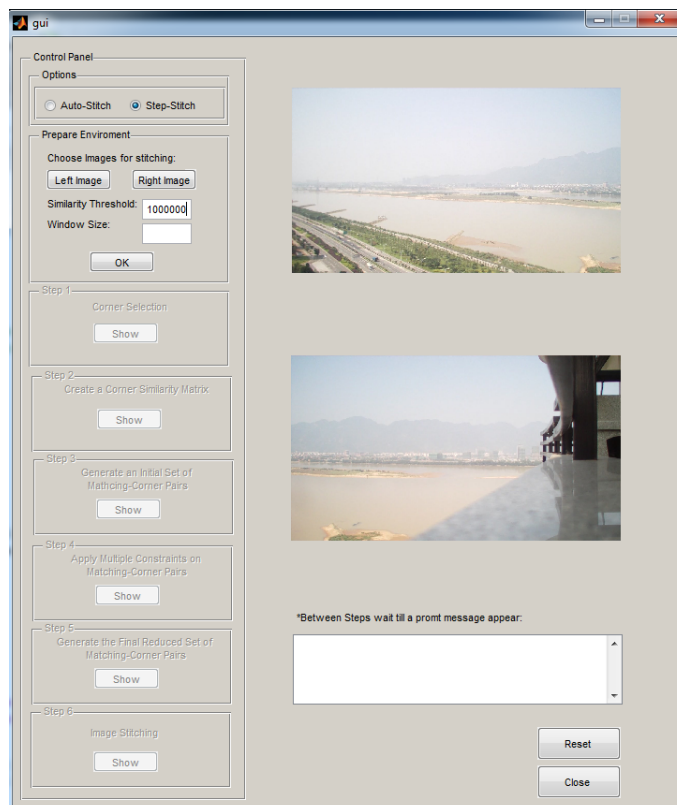 gui
Control Panel
Options
Auto-Stitch Step-Stitch
Prepare Enviroment
Choose Images for stitching:
Left Image Right Image
Similarity Threshold: 1000000
Window Size:
OK
Step 1
Corner Selection
Show
Step 2
Create a Corner Similarity Matrix
Show
Step 3
Generate an Initial Set of
Mathcing-Corner Pairs
Show
Step 4
Apply Multiple Constraints on
Matching-Corner Pairs
Show
Step 5
Generate the Final Reduced Set of
Matching-Corner Pairs
Show
Step 6
Image Stitching
Show
*Between Steps wait till a promt message appear:
Reset
Close